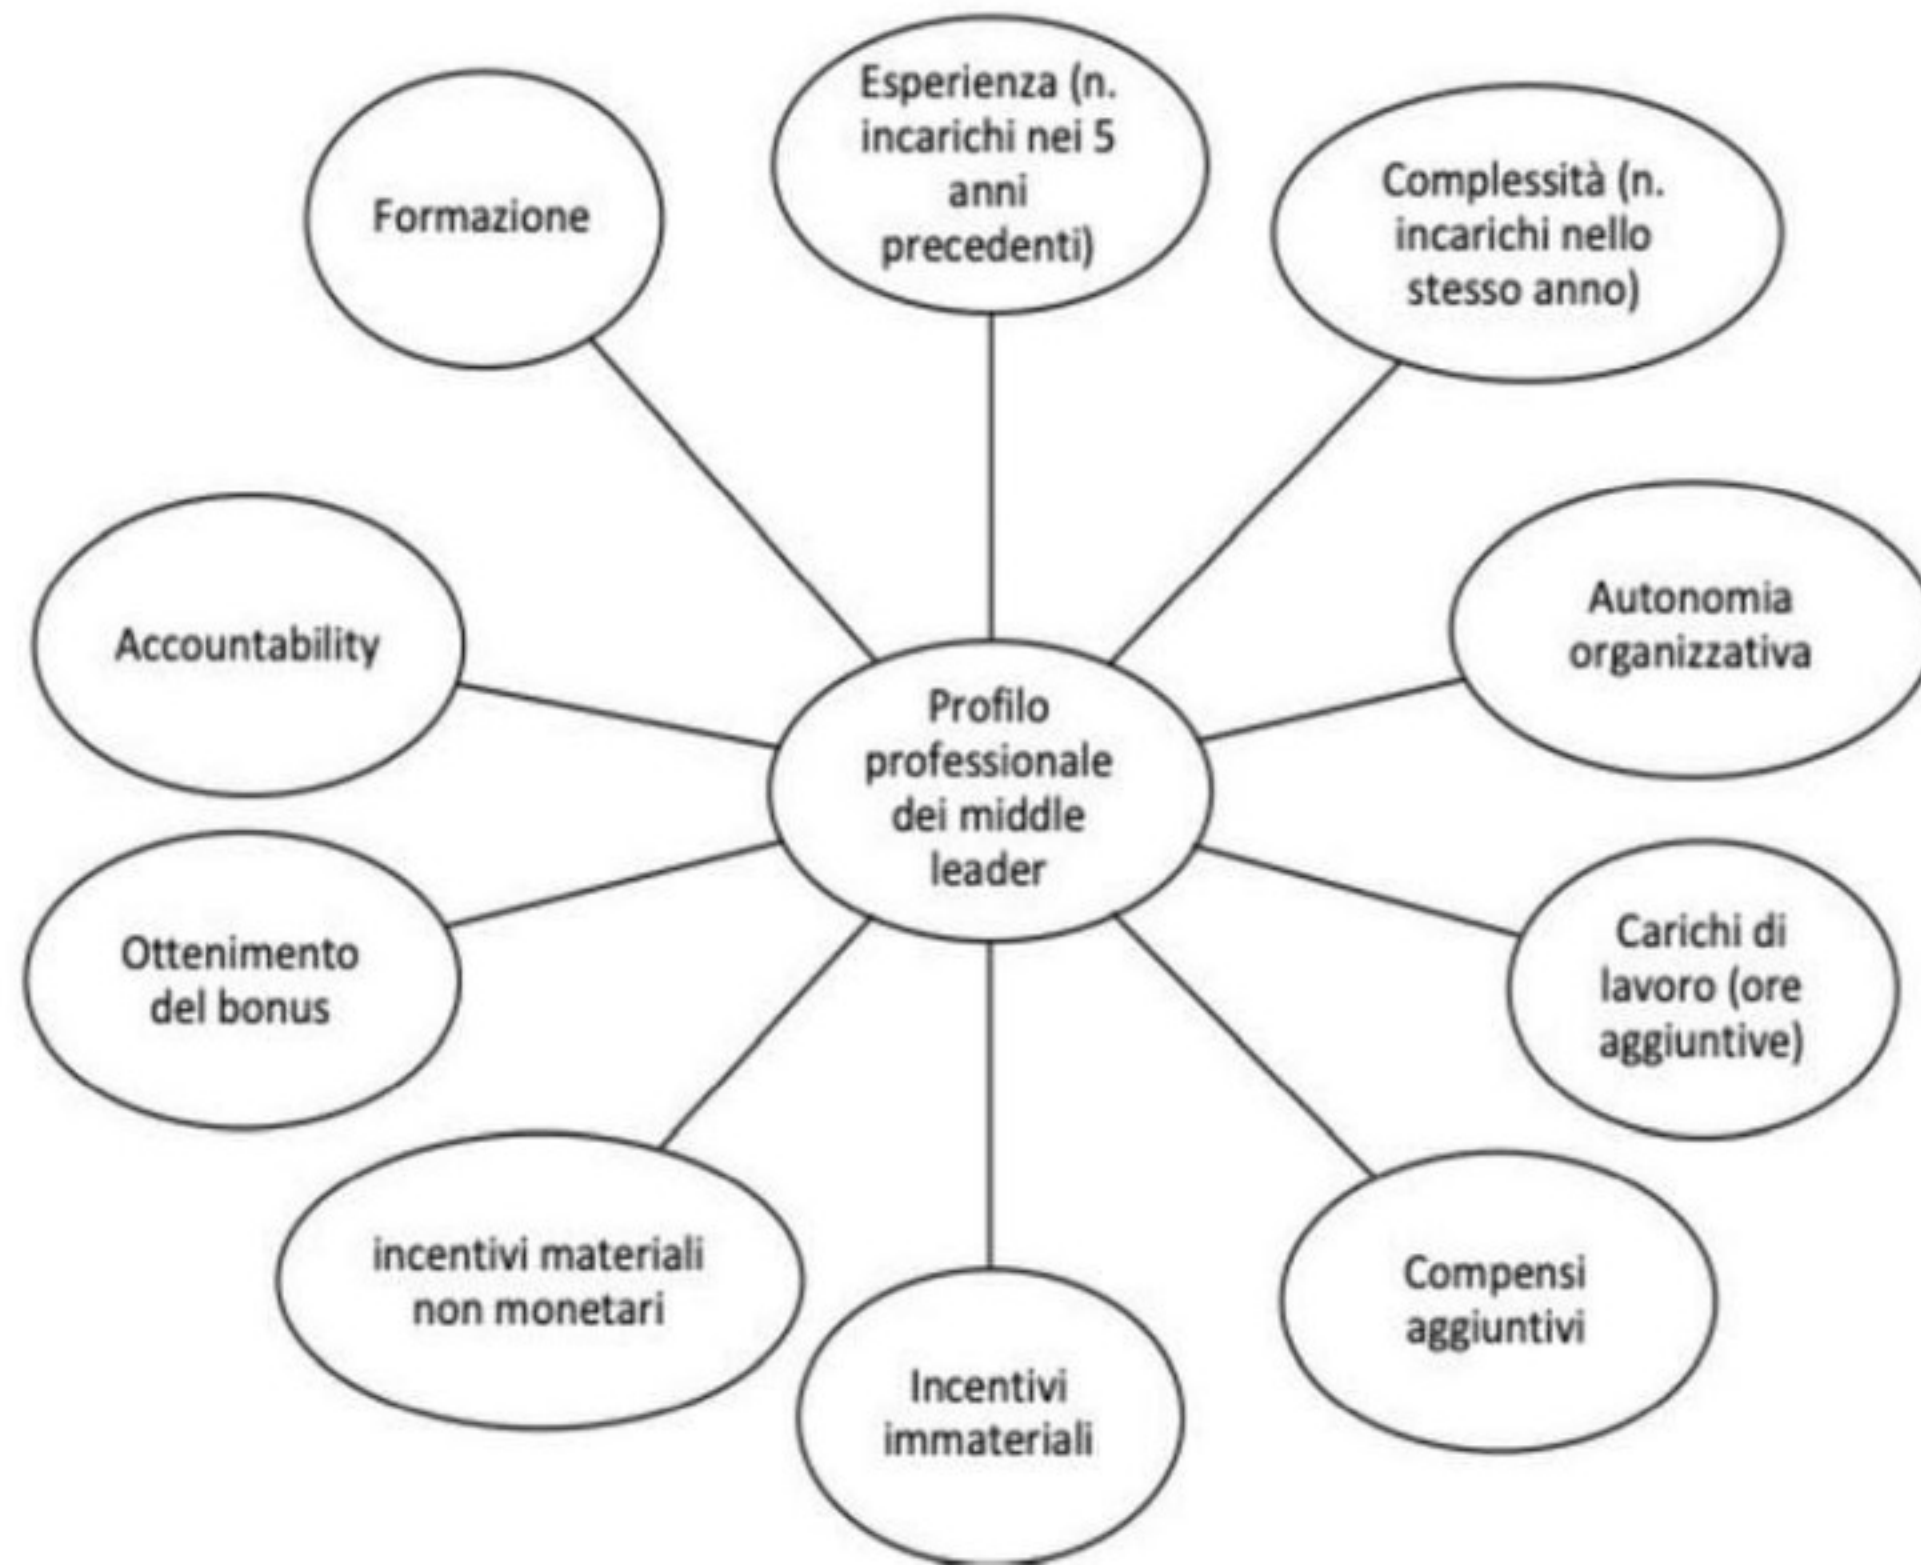 Esperienza (n.
incarichi nei 5
anni
precedenti)
Formazione
Complessità (n.
incarichi nello
stesso anno)
Accountability
Autonomia
organizzativa
Profilo
professionale
dei middle
leader
Ottenimento
del bonus
Carichi di
lavoro (ore
aggiuntive)
incentivi materiali
non monetari
Compensi
aggiuntivi
Incentivi
immateriali